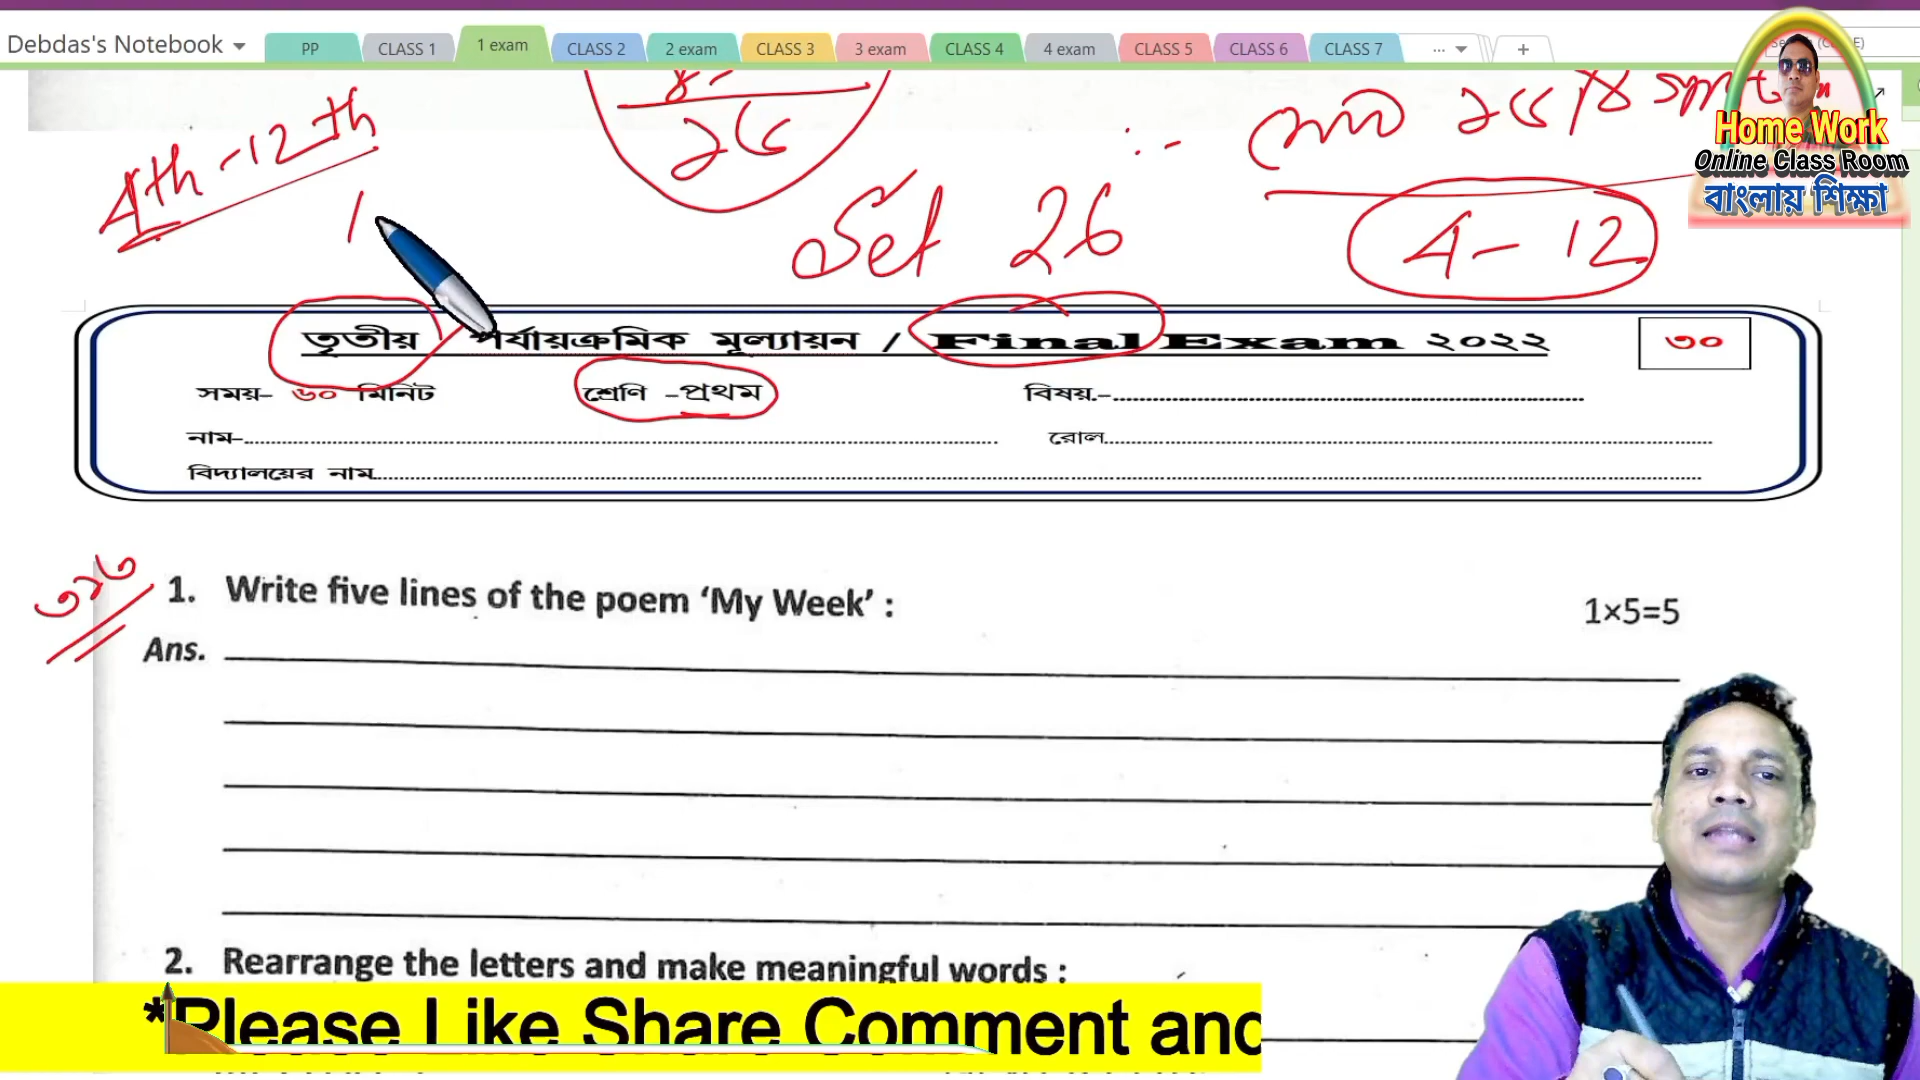 Debdas's Notebook
PP CLASS 1 1 exam CLASS 2 2 exam CLASS 3 3 exam CLASS 4 4 exam CLASS 5 CLASS 6 CLASS 7 ... +
Home Work
Online Class Room
বাংলায় শিক্ষা
4th -12th
২৫
Set 26
4 - 12
তৃতীয় পর্যায়ক্রমিক মূল্যায়ন / Final Exam ২০২২
৩০
সময়- ৬০ মিনিট শ্রেণি -প্রথম বিষয়.-
নাম- রোল
বিদ্যালয়ের নাম
1. Write five lines of the poem ‘My Week’ : 1×5=5
Ans.
2. Rearrange the letters and make meaningful words :
*Please Like Share Comment and